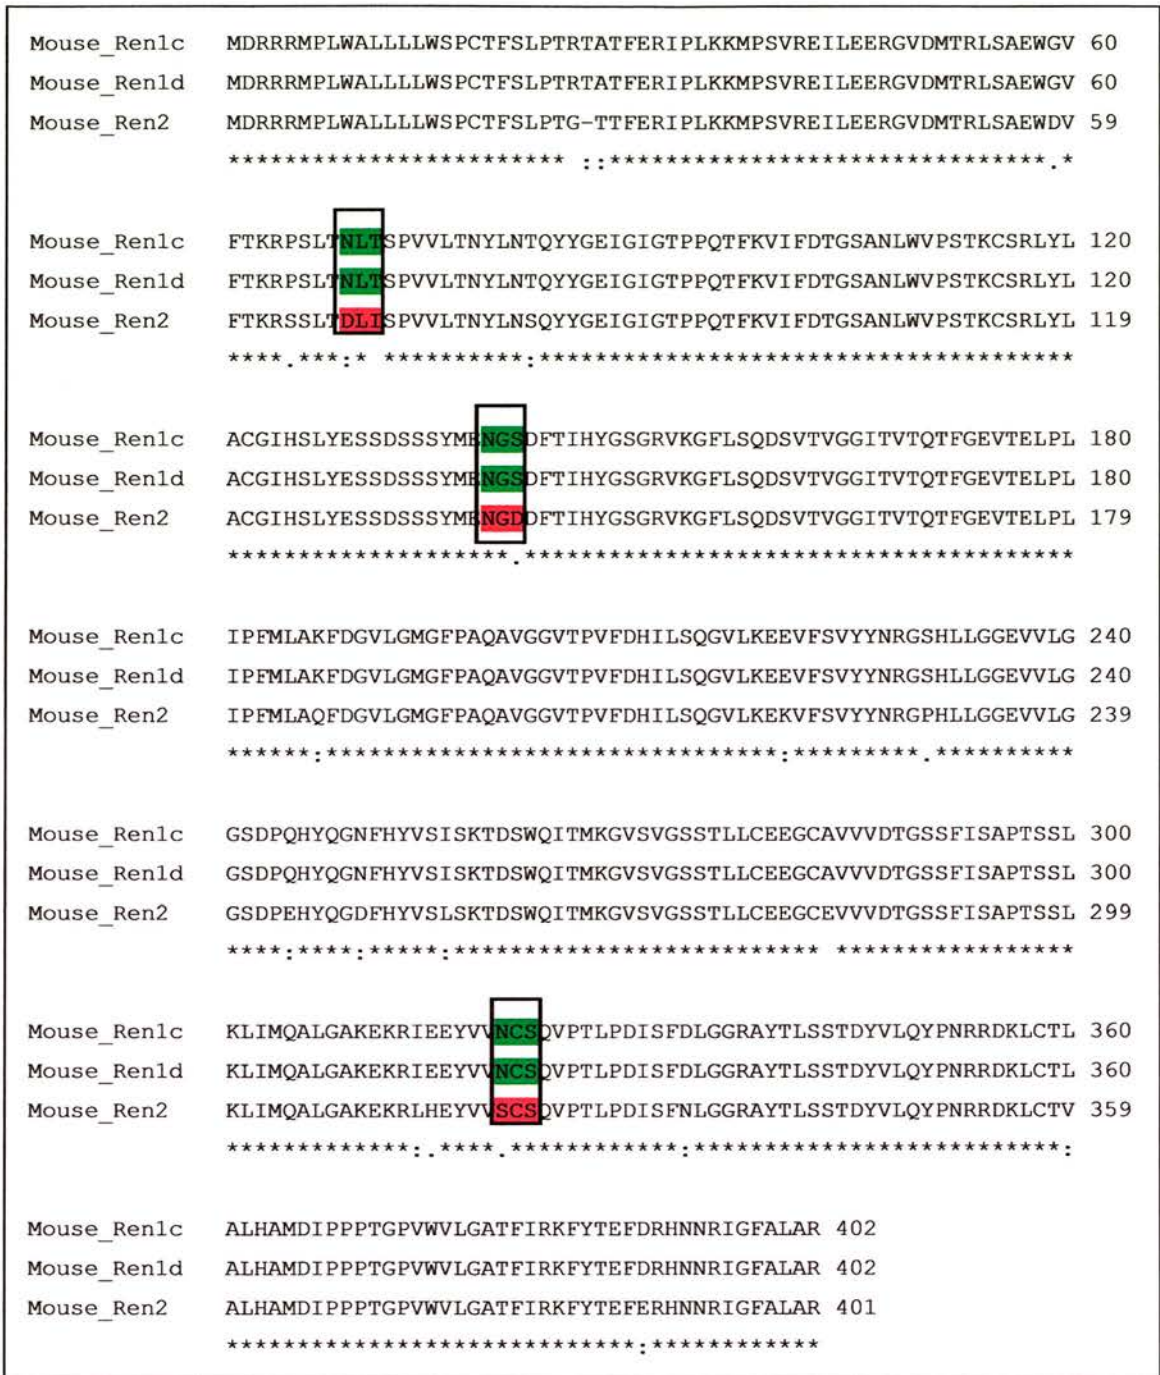 Mouse_Ren1c MDRRRMPLWALLLLWSPCTFSLPTRTATFERIPLKKMPSVREILEERGVDMTRLSAEWGV 60
Mouse_Ren1d MDRRRMPLWALLLLWSPCTFSLPTRTATFERIPLKKMPSVREILEERGVDMTRLSAEWGV 60
Mouse_Ren2 MDRRRMPLWALLLLWSPCTFSLPTG-TTFERIPLKKMPSVREILEERGVDMTRLSAEWDV 59
************************ ::*******************************.*
Mouse_Ren1c FTKRPSLTNLTSPVVLTNYLNTQYYGEIGIGTPPQTFKVIFDTGSANLWVPSTKCSRLYL 120
Mouse_Ren1d FTKRPSLTNLTSPVVLTNYLNTQYYGEIGIGTPPQTFKVIFDTGSANLWVPSTKCSRLYL 120
Mouse_Ren2 FTKRSSLTDLISPVVLTNYLNSQYYGEIGIGTPPQTFKVIFDTGSANLWVPSTKCSRLYL 119
****.***:* **********:**************************************
Mouse_Ren1c ACGIHSLYESSDSSSYMENGSDFTIHYGSGRVKGFLSQDSVTVGGITVTQTFGEVTELPL 180
Mouse_Ren1d ACGIHSLYESSDSSSYMENGSDFTIHYGSGRVKGFLSQDSVTVGGITVTQTFGEVTELPL 180
Mouse_Ren2 ACGIHSLYESSDSSSYMENGDDFTIHYGSGRVKGFLSQDSVTVGGITVTQTFGEVTELPL 179
********************.***************************************
Mouse_Ren1c IPFMLAKFDGVLGMGFPAQAVGGVTPVFDHILSQGVLKEEVFSVYYNRGSHLLGGEVVLG 240
Mouse_Ren1d IPFMLAKFDGVLGMGFPAQAVGGVTPVFDHILSQGVLKEEVFSVYYNRGSHLLGGEVVLG 240
Mouse_Ren2 IPFMLAQFDGVLGMGFPAQAVGGVTPVFDHILSQGVLKEKVFSVYYNRGPHLLGGEVVLG 239
******:********************************:*********.**********
Mouse_Ren1c GSDPQHYQGNFHYVSISKTDSWQITMKGVSVGSSTLLCEEGCAVVVDTGSSFISAPTSSL 300
Mouse_Ren1d GSDPQHYQGNFHYVSISKTDSWQITMKGVSVGSSTLLCEEGCAVVVDTGSSFISAPTSSL 300
Mouse_Ren2 GSDPEHYQGDFHYVSLSKTDSWQITMKGVSVGSSTLLCEEGCEVVVDTGSSFISAPTSSL 299
****:****:*****:************************** *****************
Mouse_Ren1c KLIMQALGAKEKRIEEYVVNCSQVPTLPDISFDLGGRAYTLSSTDYVLQYPNRRDKLCTL 360
Mouse_Ren1d KLIMQALGAKEKRIEEYVVNCSQVPTLPDISFDLGGRAYTLSSTDYVLQYPNRRDKLCTL 360
Mouse_Ren2 KLIMQALGAKEKRLHEYVVSCSQVPTLPDISFNLGGRAYTLSSTDYVLQYPNRRDKLCTV 359
*************:.****.************:**************************:
Mouse_Ren1c ALHAMDIPPPTGPVWVLGATFIRKFYTEFDRHNNRIGFALAR 402
Mouse_Ren1d ALHAMDIPPPTGPVWVLGATFIRKFYTEFDRHNNRIGFALAR 402
Mouse_Ren2 ALHAMDIPPPTGPVWVLGATFIRKFYTEFERHNNRIGFALAR 401
*****************************:************